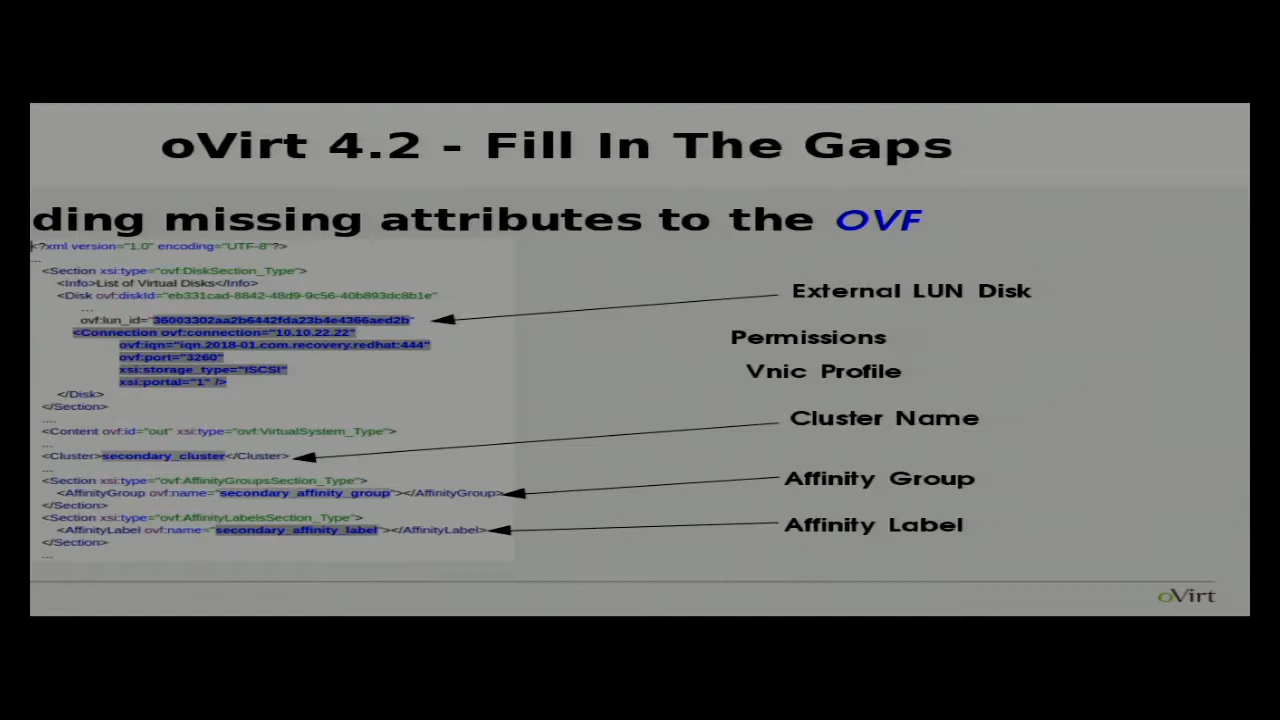 oVirt 4.2 - Fill In The Gaps
ding missing attributes to the OVF
<?xml version="1.0" encoding="UTF-8"?>
...
<Section xsi:type="ovf:DiskSection_Type">
<Info>List of Virtual Disks</Info>
<Disk ovf:diskId="eb331cad-8842-48d9-9c56-40b893dc8b1e"
...
ovf:lun_id="36003302aa2b6442fda23b4e4366aed2b"
<Connection ovf:connection="10.10.22.22"
ovf:iqn="iqn.2018-01.com.recovery.redhat:444"
ovf:port="3260"
xsi:storage_type="ISCSI"
xsi:portal="1" />
</Disk>
</Section>
....
<Content ovf:id="out" xsi:type="ovf:VirtualSystem_Type">
...
<Cluster>secondary_cluster</Cluster>
...
<Section xsi:type="ovf:AffinityGroupsSection_Type">
<AffinityGroup ovf:name="secondary_affinity_group"></AffinityGroup>
</Section>
<Section xsi:type="ovf:AffinityLabelsSection_Type">
<AffinityLabel ovf:name="secondary_affinity_label"></AffinityLabel>
</Section>
...
External LUN Disk
Permissions
Vnic Profile
Cluster Name
Affinity Group
Affinity Label
oVirt